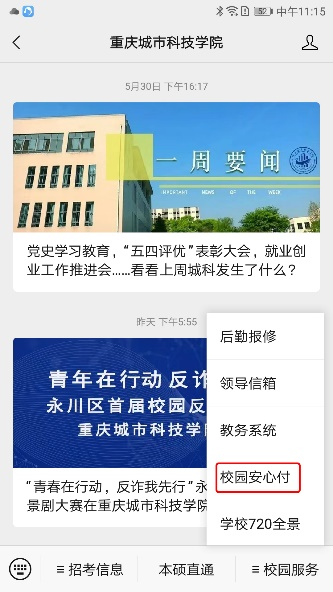 52 中午11:15
重庆城市科技学院
5月30日 下午16:17
一周要闻
IMPORTANT NEWS OF THE WEEK
党史学习教育，“五四评优”表彰大会，就业创
业工作推进会......看看上周城科发生了什么？
昨天 下午5:55
青年在行动 反诈
永川区首届校园反
重庆城市科技学院
“青春在行动，反诈我先行”永
景剧大赛在重庆城市科技学院
后勤报修
领导信箱
教务系统
校园安心付
学校720全景
招考信息
本硕直通
校园服务